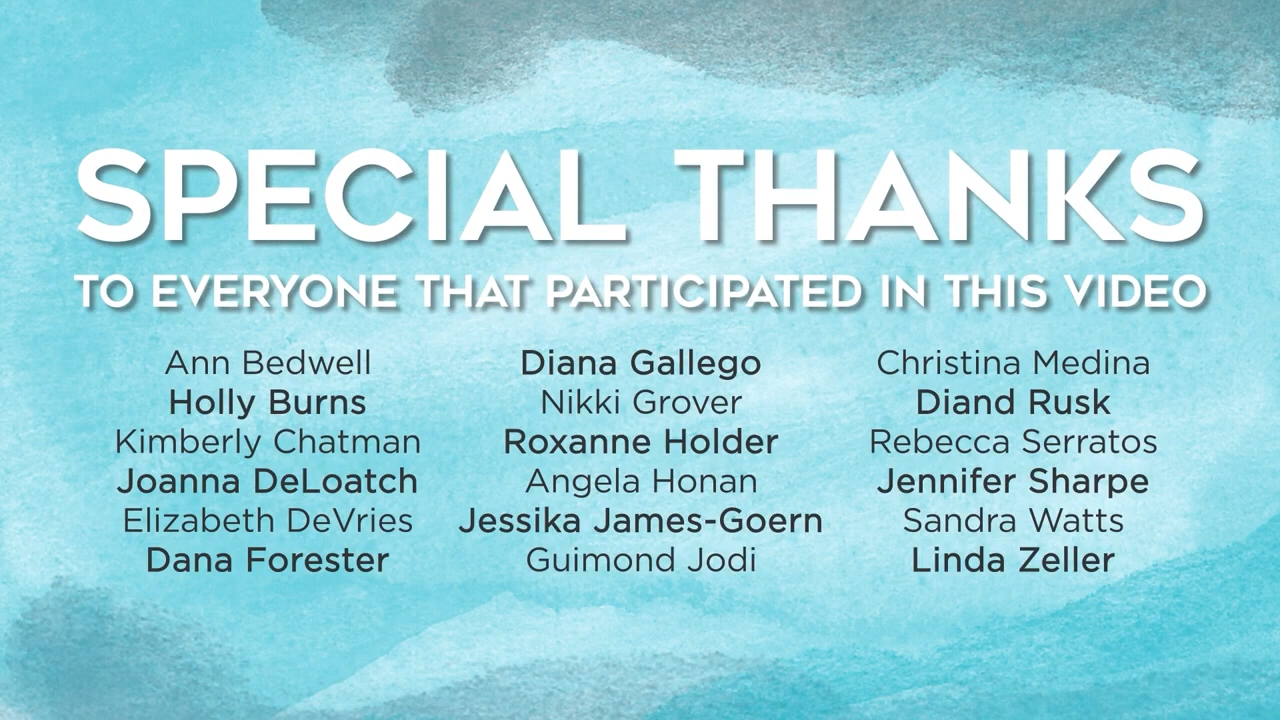 SPECIAL THANKS
TO EVERYONE THAT PARTICIPATED IN THIS VIDEO
Ann Bedwell
Holly Burns
Kimberly Chatman
Joanna DeLoatch
Elizabeth DeVries
Dana Forester
Diana Gallego
Nikki Grover
Roxanne Holder
Angela Honan
Jessika James-Goern
Guimond Jodi
Christina Medina
Diand Rusk
Rebecca Serratos
Jennifer Sharpe
Sandra Watts
Linda Zeller